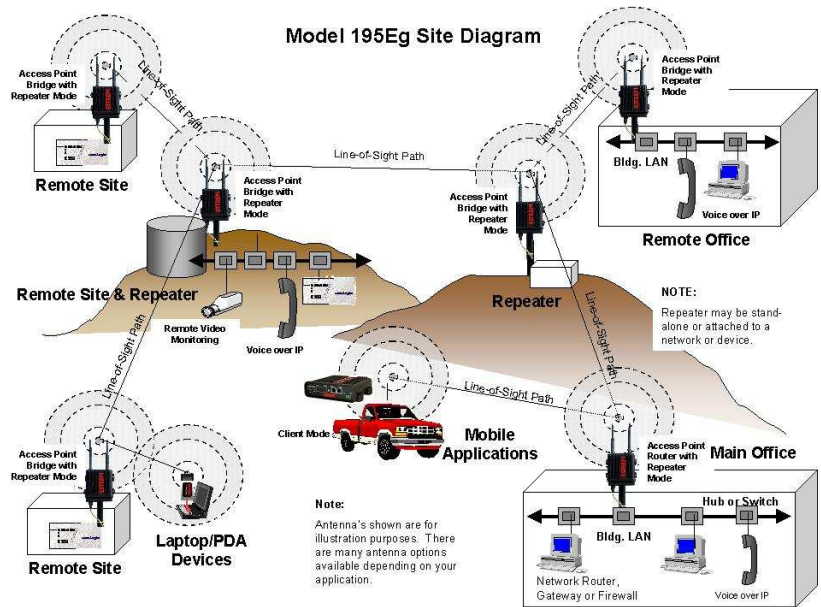 Model 195Eg Site Diagram
Access Point
Bridge with
Repeater Mode
Line-of-Sight Path
Remote Site
Access Point
Bridge with
Repeater
Mode
Line-of-Sight Path
Access Point
Bridge with
Repeater
Mode
Line-of-Sight Path
Access Point
Bridge with
Repeater
Mode
Bldg. LAN
Voice over IP
Remote Office
Remote Site & Repeater
Remote Video
Monitoring
Voice over IP
Repeater
NOTE:
Repeater may be stand-
alone or attached to a
network or device.
Line-of-Sight Path
Line-of-Sight Path
Line-of-Sight Path
Client Mode
Mobile
Applications
Access Point
Bridge with
Repeater Mode
Remote Site
Laptop/PDA
Devices
Note:
Antenna's shown are for
illustration purposes. There
are many antenna options
available depending on your
application.
Main Office
Access Point
Router with
Repeater
Mode
Hub or Switch
Bldg. LAN
Network Router,
Gateway or Firewall
Voice over IP